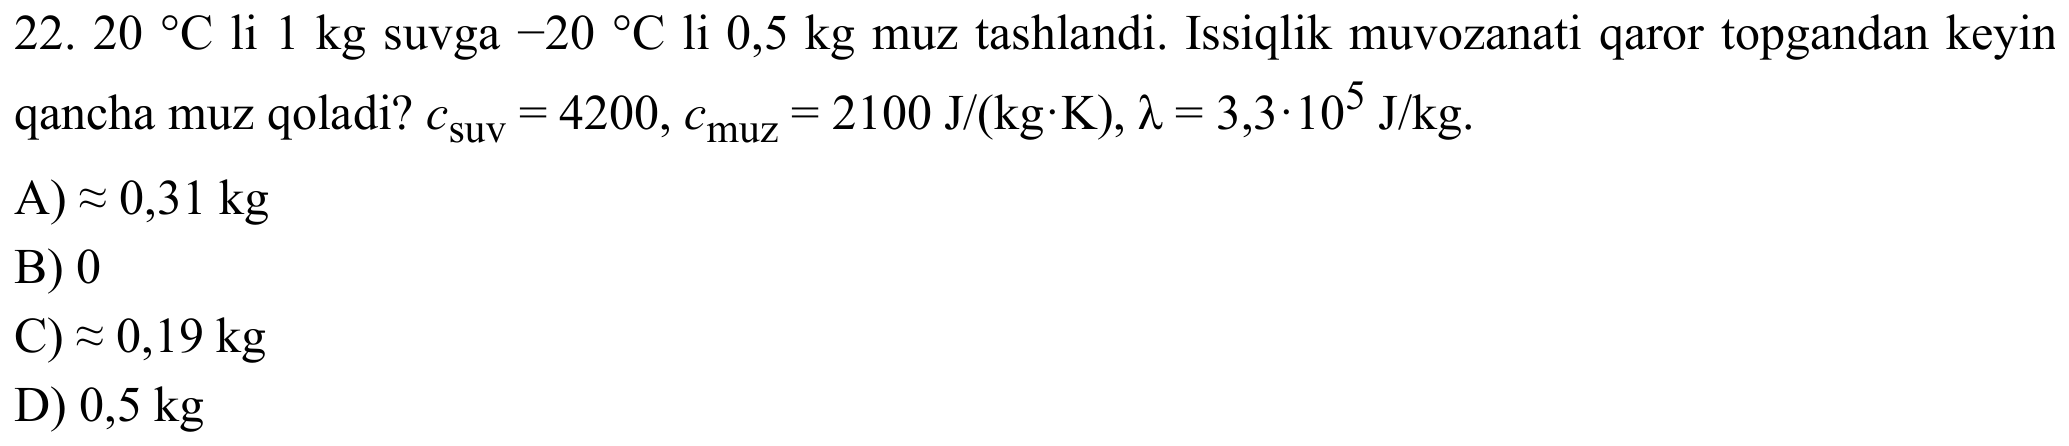 22. 20 °C li 1 kg suvga −20 °C li 0,5 kg muz tashlandi. Issiqlik muvozanati qaror topgandan keyin
qancha muz qoladi? c_suv = 4200, c_muz = 2100 J/(kg·K), λ = 3,3·10⁵ J/kg.
A) ≈ 0,31 kg
B) 0
C) ≈ 0,19 kg
D) 0,5 kg